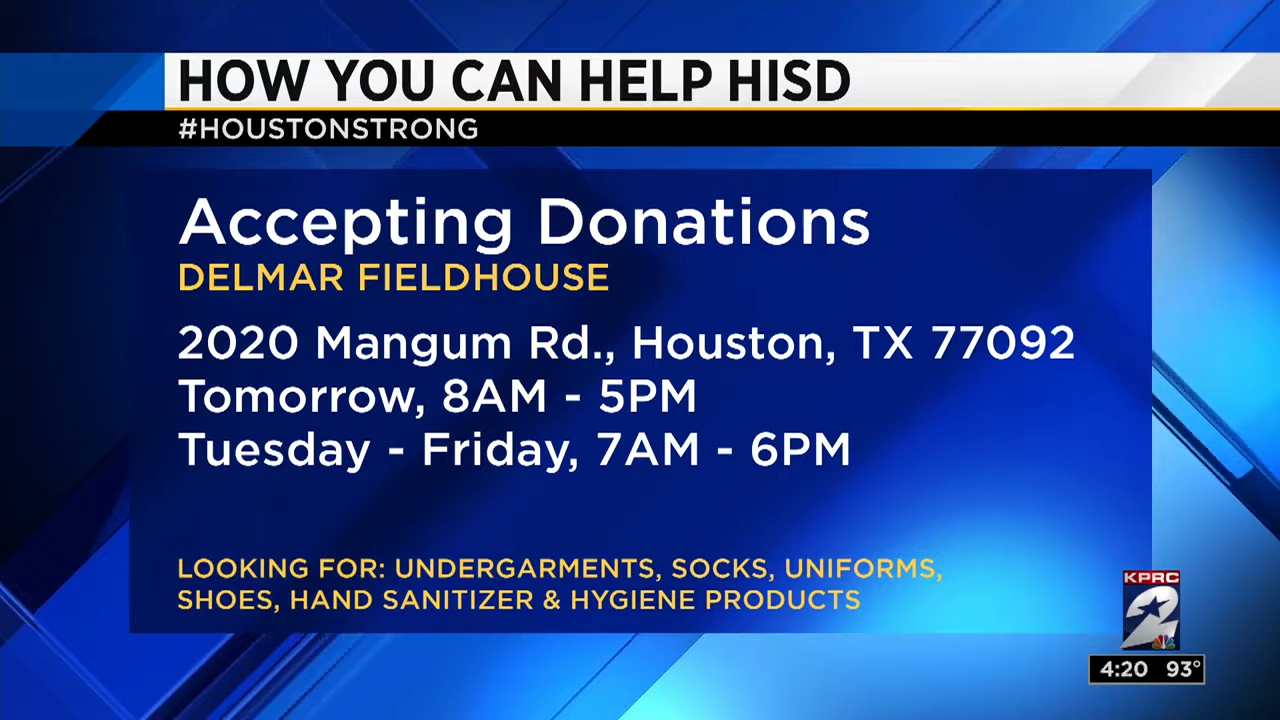 HOW YOU CAN HELP HISD
#HOUSTONSTRONG
Accepting Donations
DELMAR FIELDHOUSE
2020 Mangum Rd., Houston, TX 77092
Tomorrow, 8AM - 5PM
Tuesday - Friday, 7AM - 6PM
LOOKING FOR: UNDERGARMENTS, SOCKS, UNIFORMS,
SHOES, HAND SANITIZER & HYGIENE PRODUCTS
KPRC
2
4:20 93°